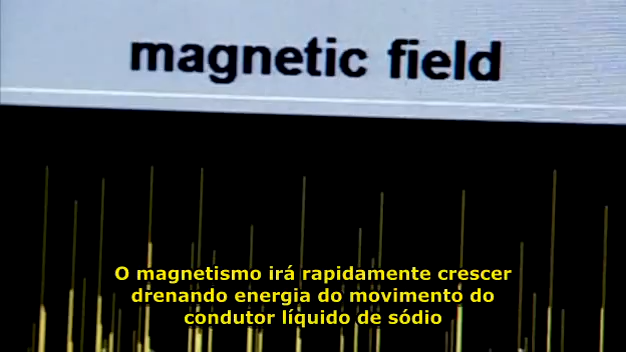 magnetic field
O magnetismo irá rapidamente crescer
drenando energia do movimento do
condutor líquido de sódio